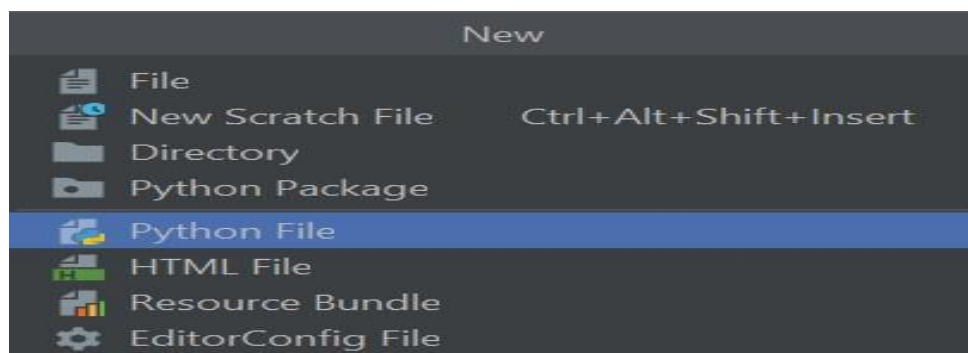 New
File
New Scratch File Ctrl+Alt+Shift+Insert
Directory
Python Package
Python File
HTML File
Resource Bundle
EditorConfig File